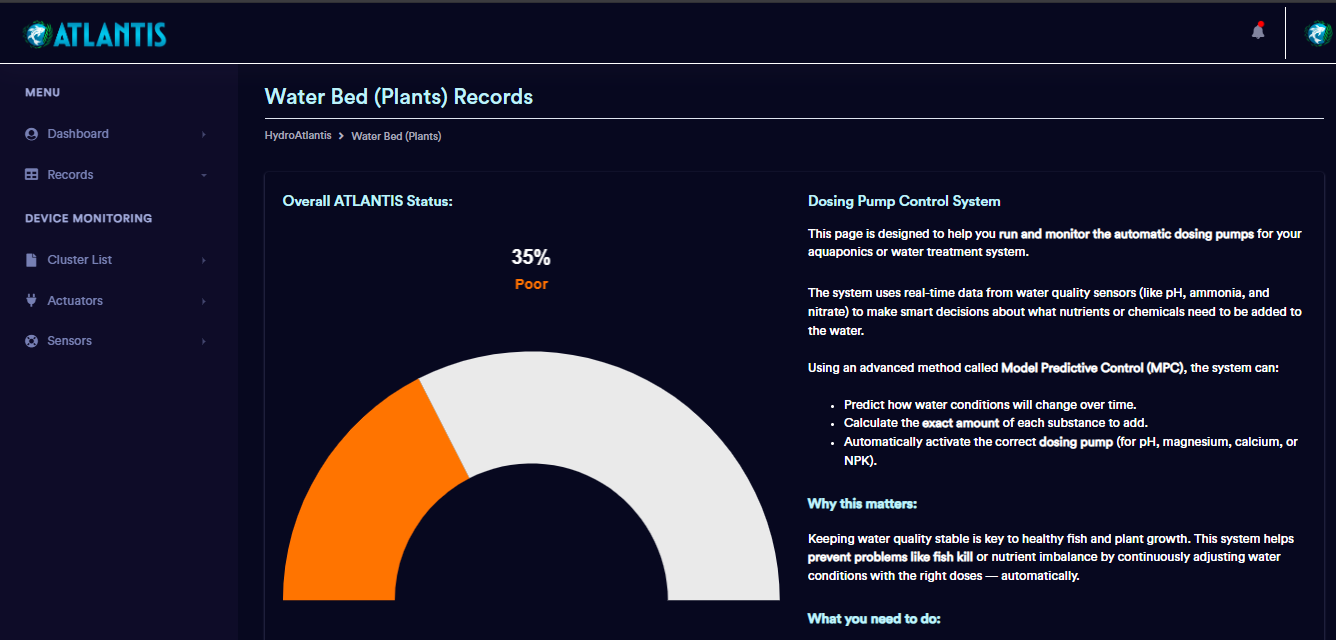 ATLANTIS
MENU
Dashboard
Records
DEVICE MONITORING
Cluster List
Actuators
Sensors
Water Bed (Plants) Records
HydroAtlantis > Water Bed (Plants)
Overall ATLANTIS Status:
35%
Poor
Dosing Pump Control System
This page is designed to help you run and monitor the automatic dosing pumps for your
aquaponics or water treatment system.
The system uses real-time data from water quality sensors (like pH, ammonia, and
nitrate) to make smart decisions about what nutrients or chemicals need to be added to
the water.
Using an advanced method called Model Predictive Control (MPC), the system can:
• Predict how water conditions will change over time.
• Calculate the exact amount of each substance to add.
• Automatically activate the correct dosing pump (for pH, magnesium, calcium, or
NPK).
Why this matters:
Keeping water quality stable is key to healthy fish and plant growth. This system helps
prevent problems like fish kill or nutrient imbalance by continuously adjusting water
conditions with the right doses — automatically.
What you need to do: